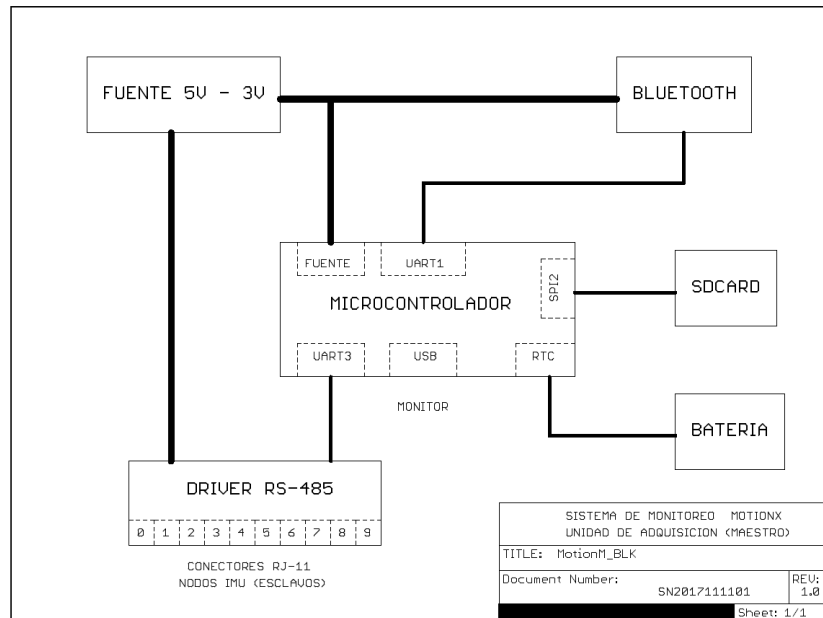 FUENTE 5V - 3V
BLUETOOTH
FUENTE
UART1
SPI2
MICROCONTROLADOR
SDCARD
UART3
USB
RTC
MONITOR
BATERIA
DRIVER RS-485
0 1 2 3 4 5 6 7 8 9
CONECTORES RJ-11
NODOS IMU (ESCLAVOS)
SISTEMA DE MONITOREO MOTIONX
UNIDAD DE ADQUISICION (MAESTRO)
TITLE: MotionM_BLK
Document Number:
SN2017111101
REV:
1.0
Sheet: 1/1